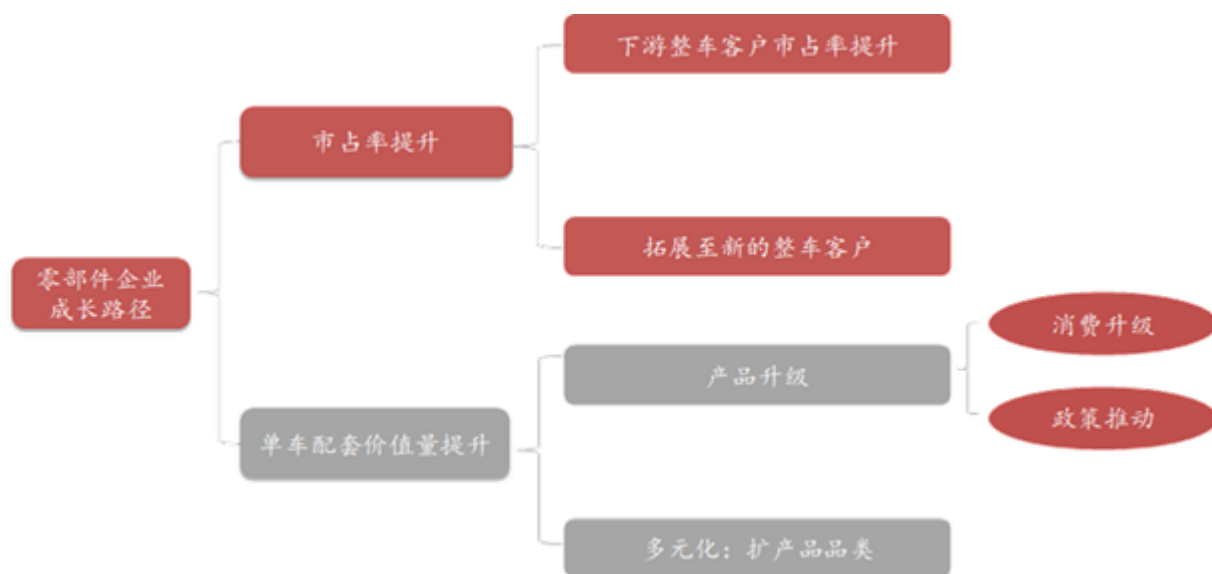 下游整车客户市占率提升
市占率提升
拓展至新的整车客户
零部件企业
成长路径
消费升级
产品升级
政策推动
单车配套价值量提升
多元化：扩产品品类